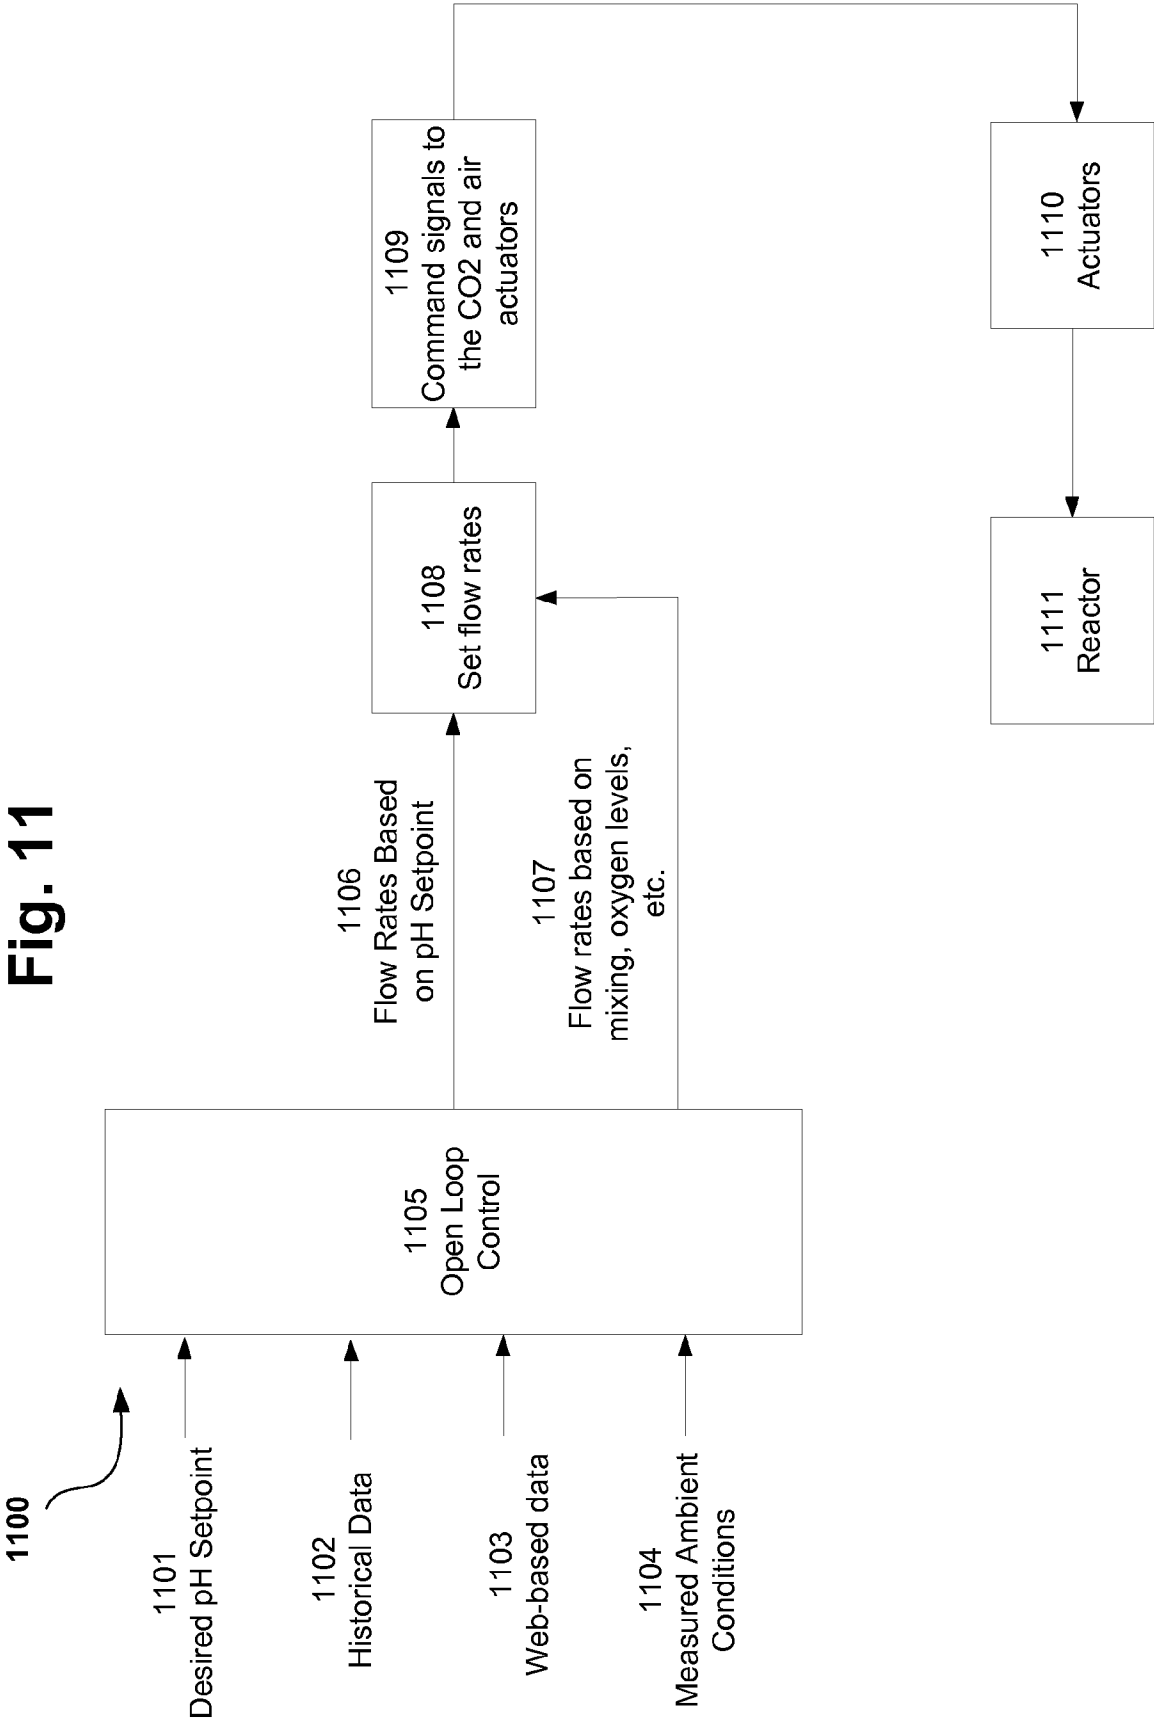 Fig. 11
1100
1101
Desired pH Setpoint
1102
Historical Data
1103
Web-based data
1104
Measured Ambient
Conditions
1105
Open Loop
Control
1106
Flow Rates Based
on pH Setpoint
1107
Flow rates based on
mixing, oxygen levels,
etc.
1108
Set flow rates
1109
Command signals to
the CO2 and air
actuators
1110
Actuators
1111
Reactor